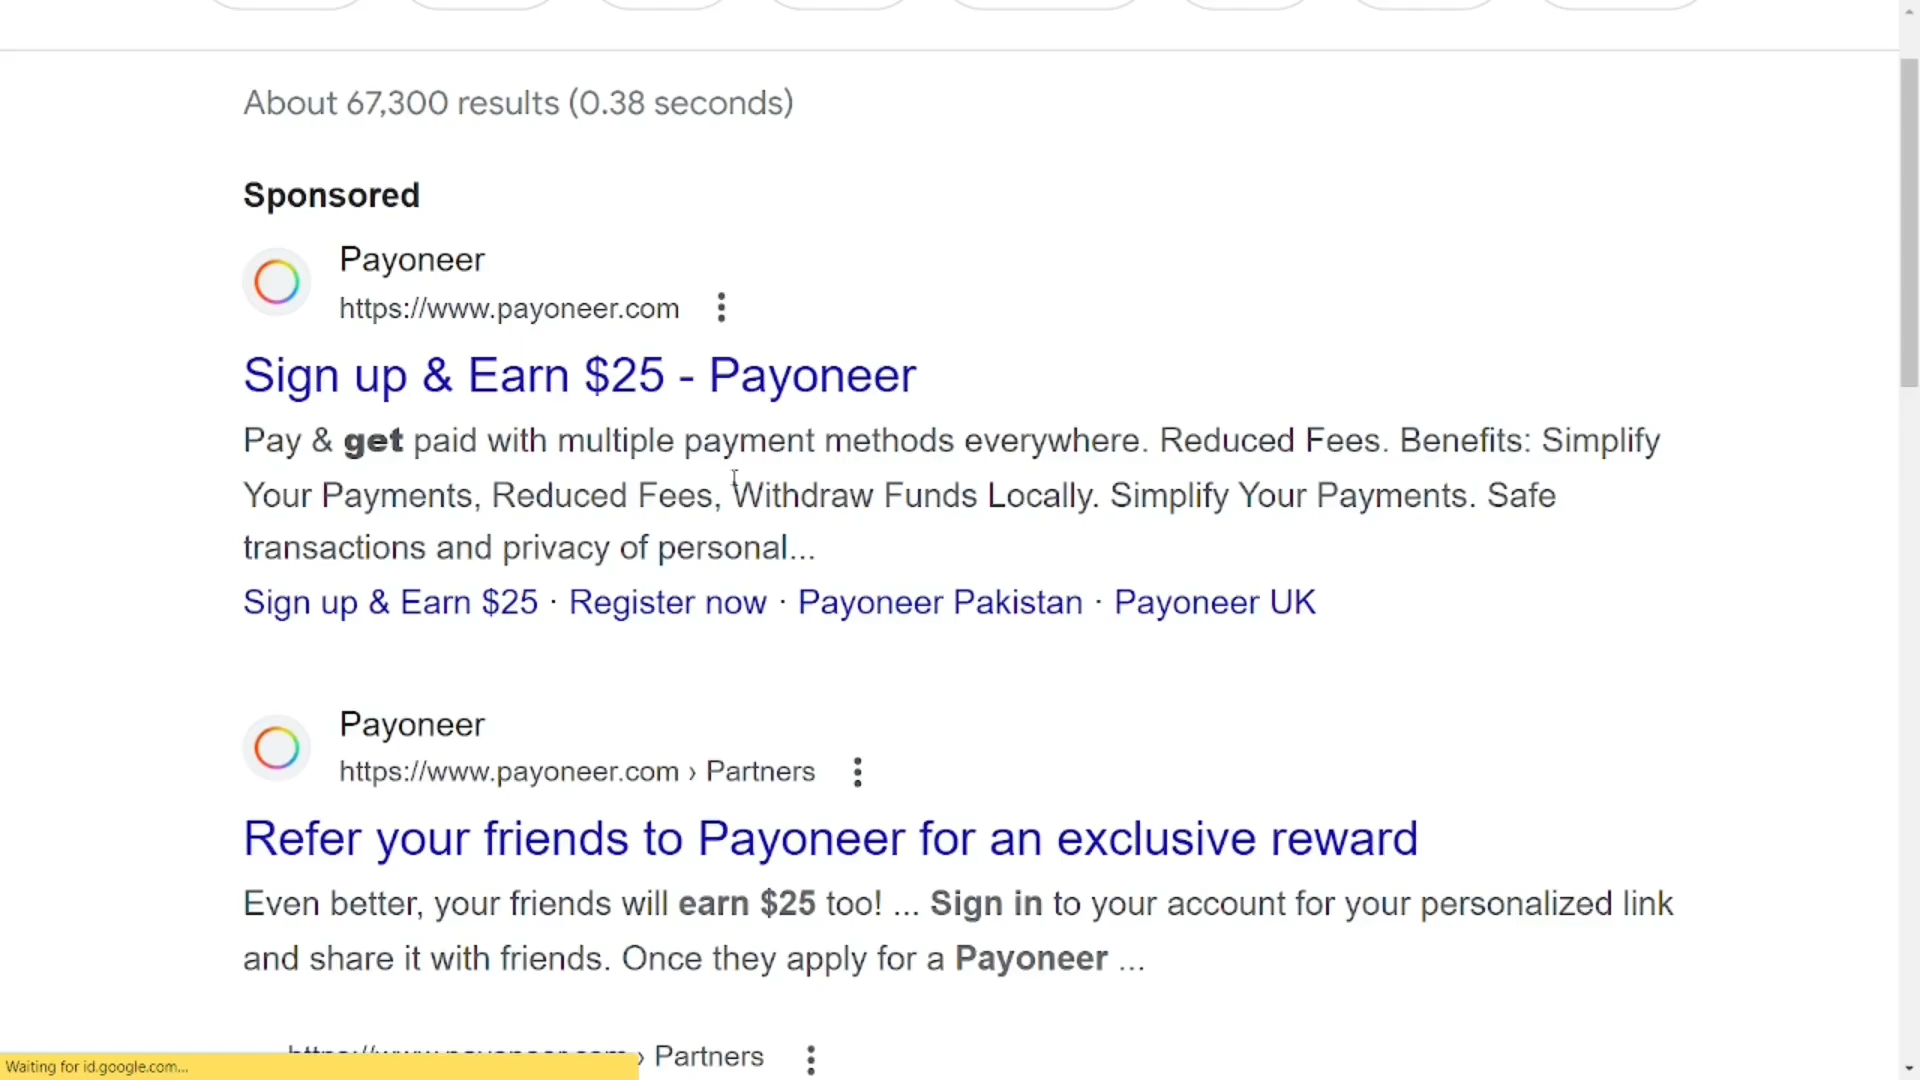 About 67,300 results (0.38 seconds)
Sponsored
Payoneer
https://www.payoneer.com
Sign up & Earn $25 - Payoneer
Pay & get paid with multiple payment methods everywhere. Reduced Fees. Benefits: Simplify
Your Payments, Reduced Fees, Withdraw Funds Locally. Simplify Your Payments. Safe
transactions and privacy of personal...
Sign up & Earn $25 · Register now · Payoneer Pakistan · Payoneer UK
Payoneer
https://www.payoneer.com › Partners
Refer your friends to Payoneer for an exclusive reward
Even better, your friends will earn $25 too! ... Sign in to your account for your personalized link
and share it with friends. Once they apply for a Payoneer ...
https://www.payoneer.com › Partners
Waiting for id.google.com...